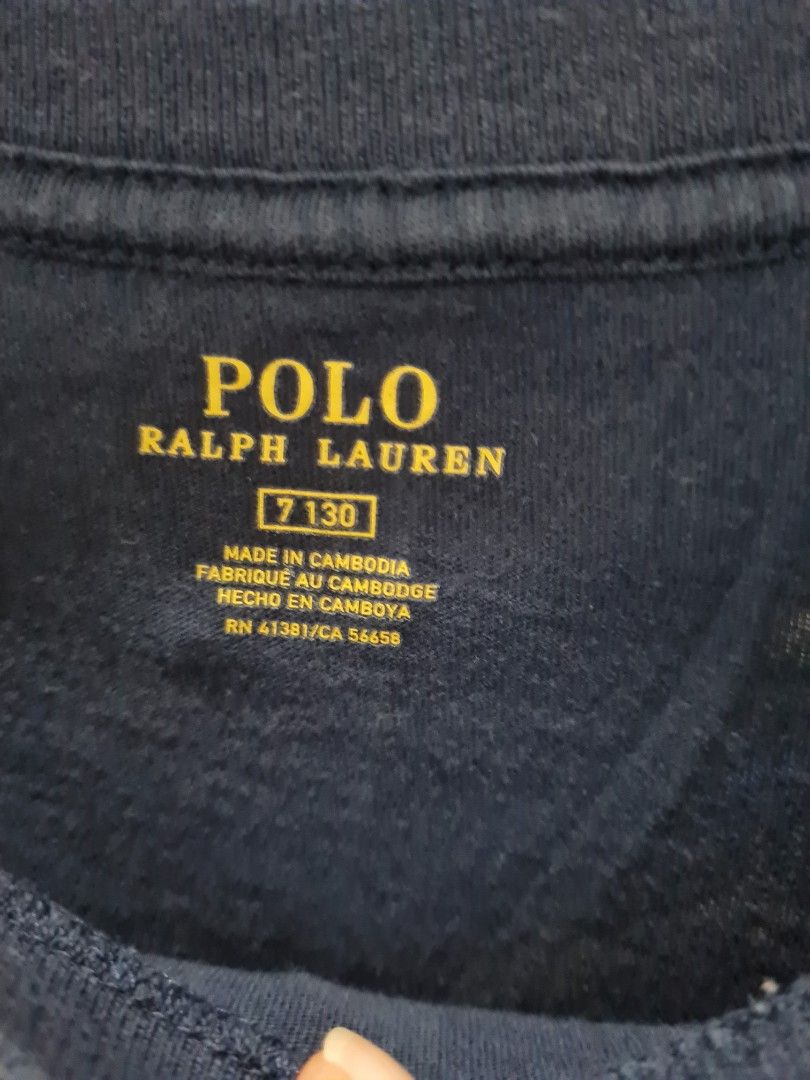 POLO
RALPH LAUREN
7 130
MADE IN CAMBODIA
FABRIQUÉ AU CAMBODGE
HECHO EN CAMBOYA
RN 41381/CA 56658